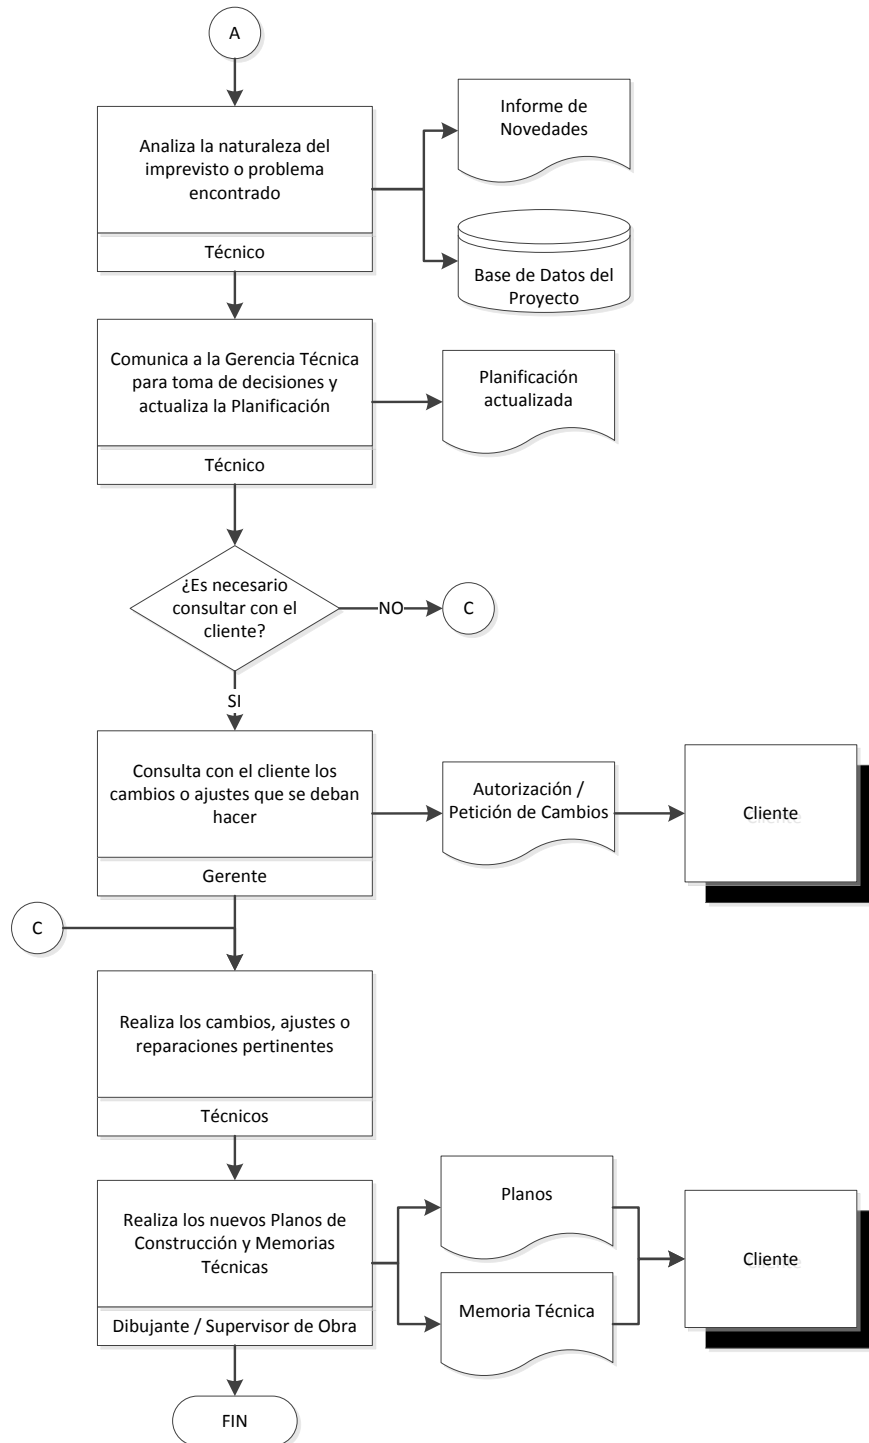 A
Analiza la naturaleza del
imprevisto o problema
encontrado
Técnico
Informe de
Novedades
Base de Datos del
Proyecto
Comunica a la Gerencia Técnica
para toma de decisiones y
actualiza la Planificación
Técnico
Planificación
actualizada
¿Es necesario
consultar con el
cliente?
NO
C
SI
Consulta con el cliente los
cambios o ajustes que se deban
hacer
Gerente
Autorización /
Petición de Cambios
Cliente
C
Realiza los cambios, ajustes o
reparaciones pertinentes
Técnicos
Realiza los nuevos Planos de
Construcción y Memorias
Técnicas
Dibujante / Supervisor de Obra
Planos
Memoria Técnica
Cliente
FIN